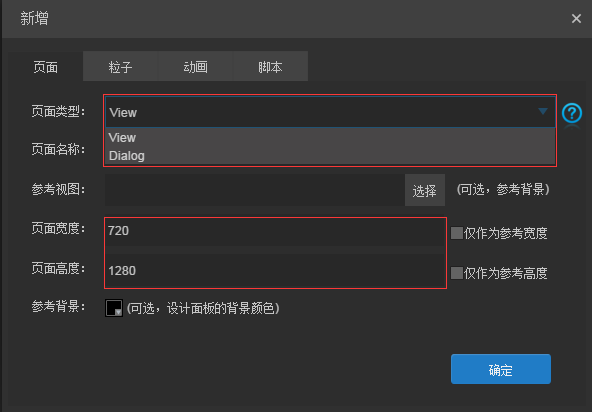 新增
页面 粒子 动画 脚本
页面类型： View
View
页面名称：
Dialog
参考视图： 选择 (可选，参考背景)
页面宽度： 720 仅作为参考宽度
页面高度： 1280 仅作为参考高度
参考背景： (可选，设计面板的背景颜色)
确定